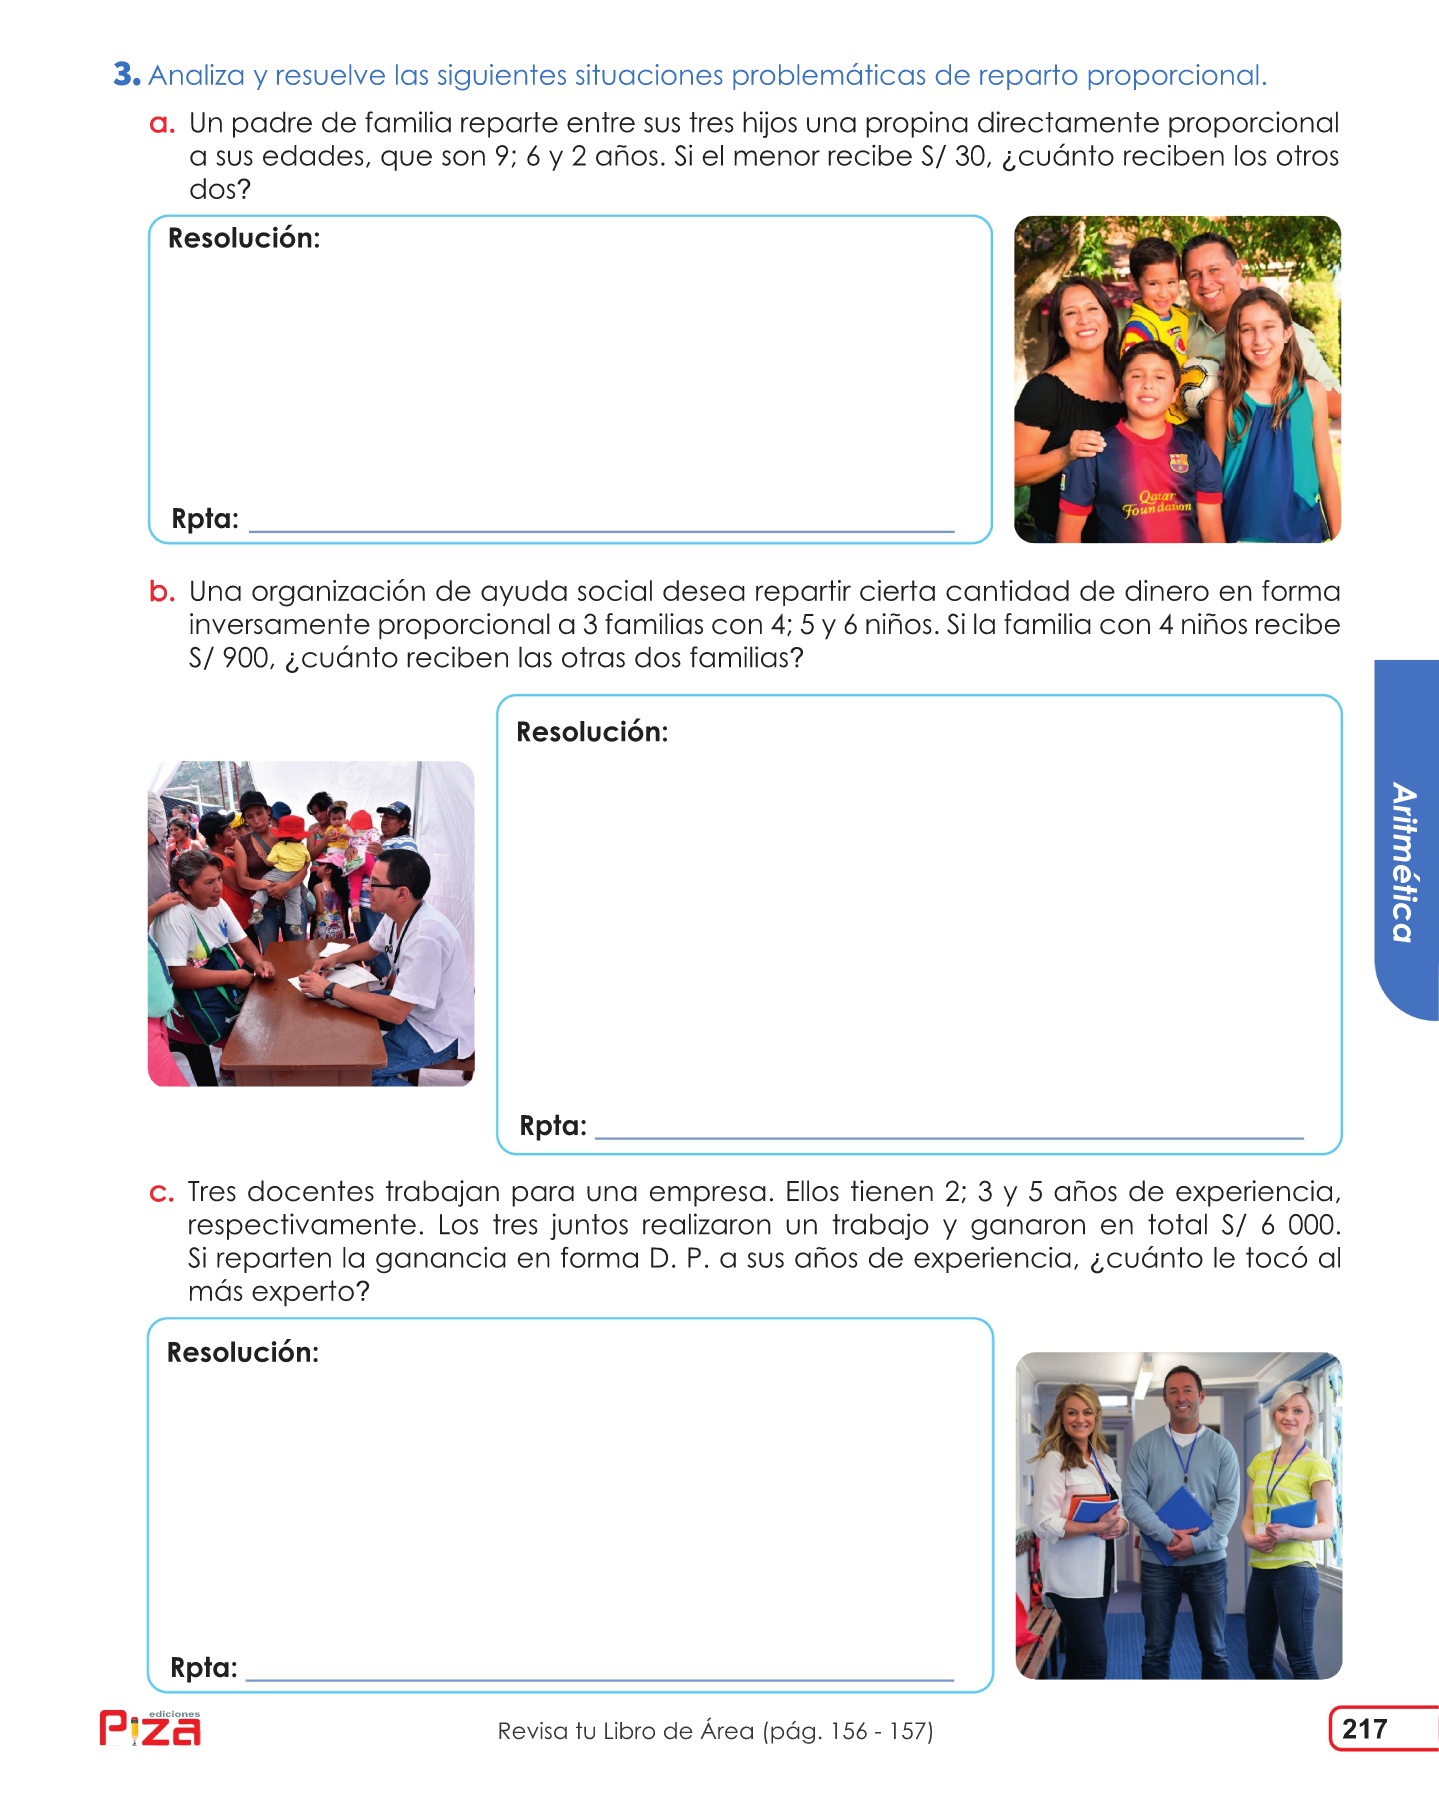 3. Analiza y resuelve las siguientes situaciones problemáticas de reparto proporcional.
a. Un padre de familia reparte entre sus tres hijos una propina directamente proporcional
a sus edades, que son 9; 6 y 2 años. Si el menor recibe S/ 30, ¿cuánto reciben los otros
dos?
Resolución:
Qatar
Foundation
Rpta:
b. Una organización de ayuda social desea repartir cierta cantidad de dinero en forma
inversamente proporcional a 3 familias con 4; 5 y 6 niños. Si la familia con 4 niños recibe
S/ 900, ¿cuánto reciben las otras dos familias?
Resolución:
Aritmética
Rpta:
c. Tres docentes trabajan para una empresa. Ellos tienen 2; 3 y 5 años de experiencia,
respectivamente. Los tres juntos realizaron un trabajo y ganaron en total S/ 6 000.
Si reparten la ganancia en forma D. P. a sus años de experiencia, ¿cuánto le tocó al
más experto?
Resolución:
Rpta:
ediciones
Piza
Revisa tu Libro de Área (pág. 156 - 157)
217